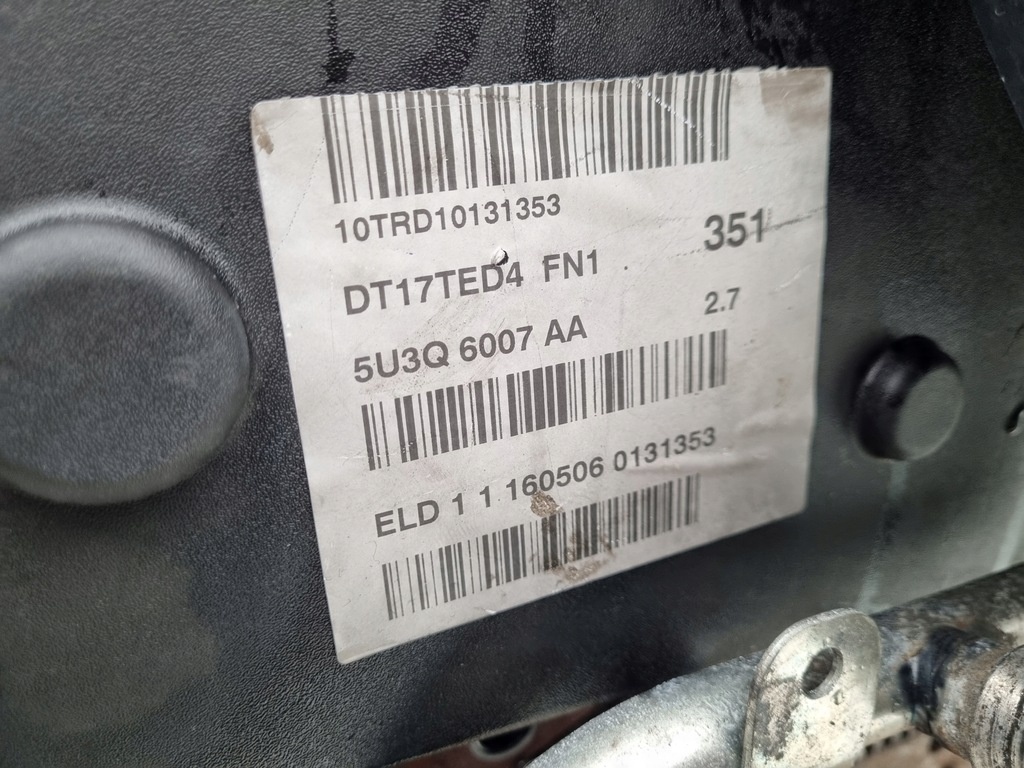 10TRD10131353
351
DT17TED4 FN1
2.7
5U3Q 6007 AA
ELD 1 1 160506 0131353